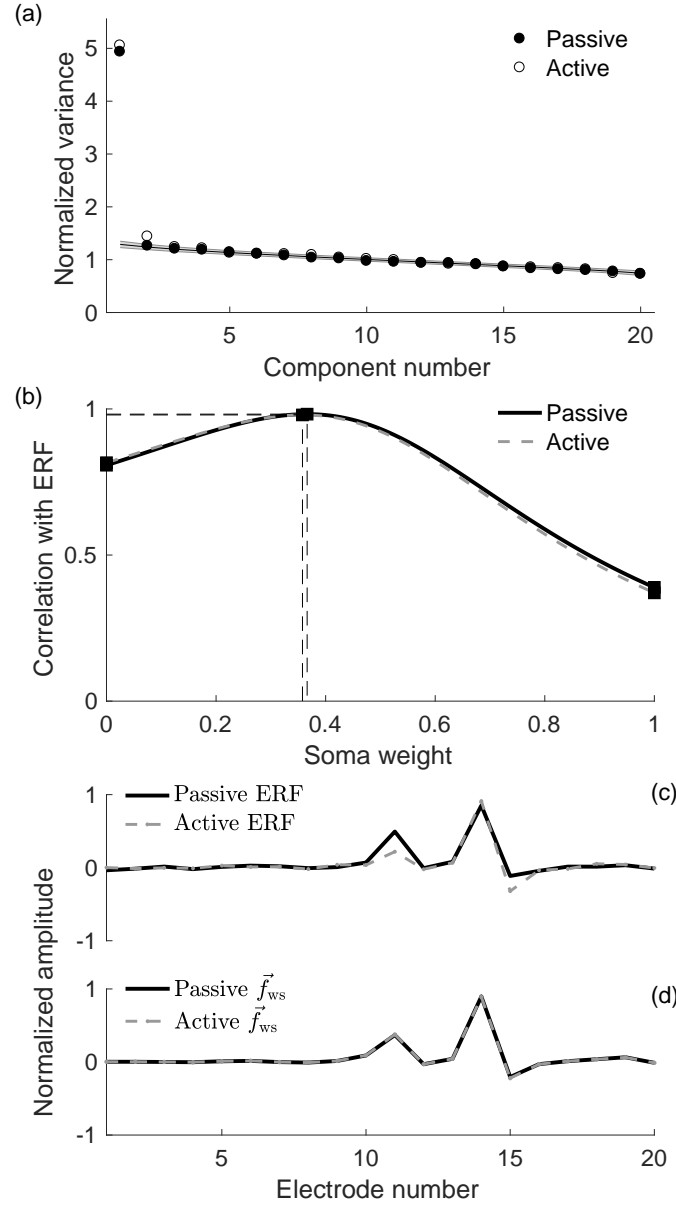 (a)
Normalized variance
5
4
3
2
1
0
Passive
Active
5
10
15
20
Component number
(b)
Correlation with ERF
1
0.5
0
Passive
Active
0
0.2
0.4
0.6
0.8
1
Soma weight
Normalized amplitude
1
0
-1
Passive ERF
Active ERF
(c)
1
0
-1
Passive f⃗ws
Active f⃗ws
(d)
5
10
15
20
Electrode number